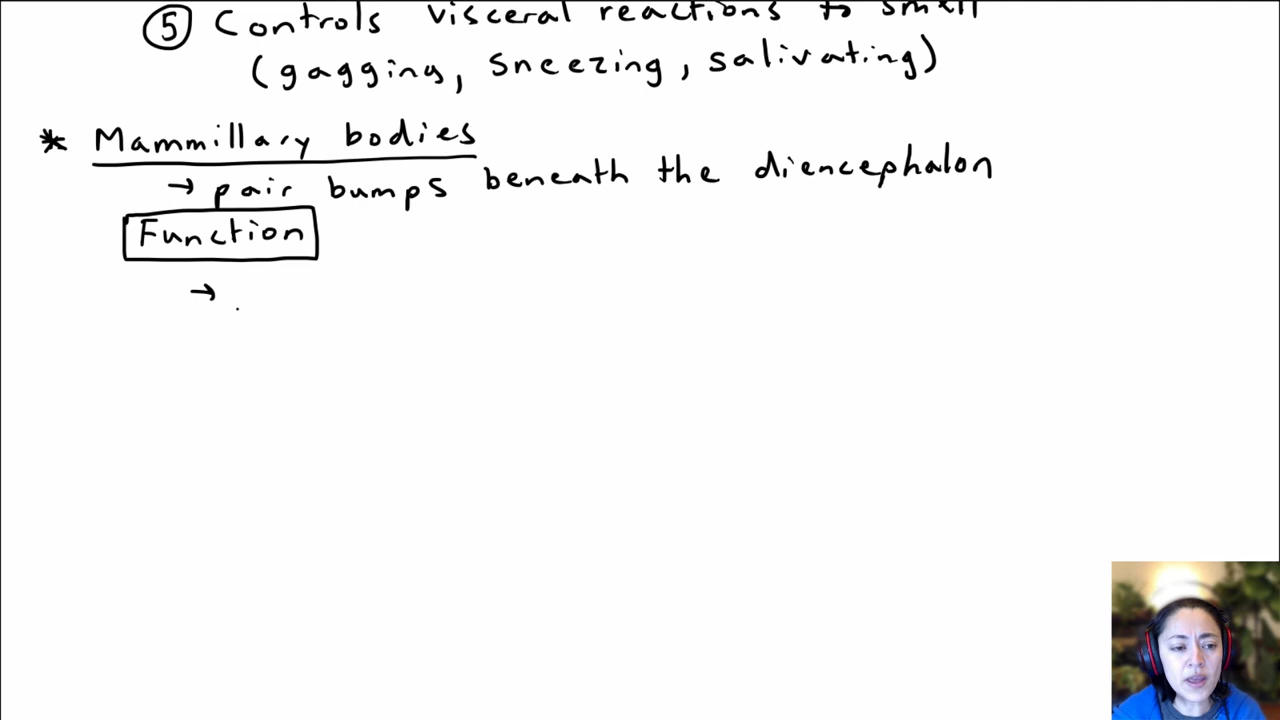 ⑤ Controls visceral reactions to smell
(gagging, sneezing, salivating)
* Mammillary bodies
→ pair bumps beneath the diencephalon
Function
→